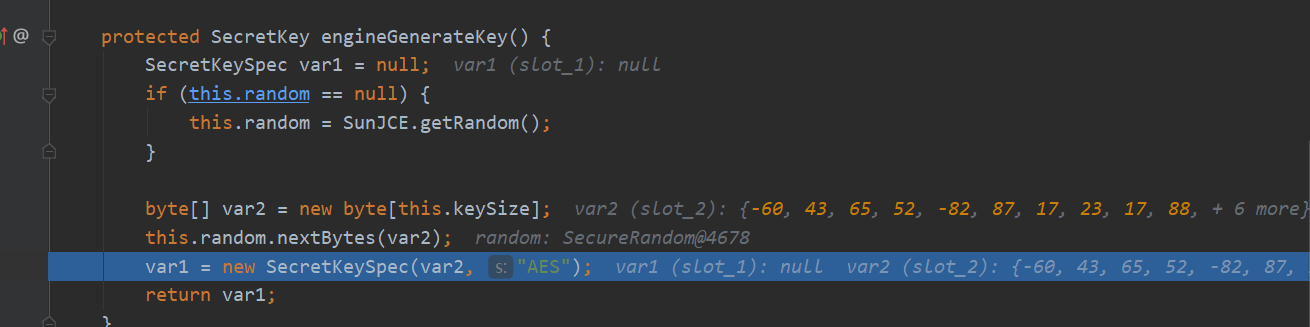 @ protected SecretKey engineGenerateKey() {
SecretKeySpec var1 = null; var1 (slot_1): null
if (this.random == null) {
this.random = SunJCE.getRandom();
}
byte[] var2 = new byte[this.keySize]; var2 (slot_2): {-60, 43, 65, 52, -82, 87, 17, 23, 17, 88, + 6 more}
this.random.nextBytes(var2); random: SecureRandom@4678
var1 = new SecretKeySpec(var2, s: "AES"); var1 (slot_1): null var2 (slot_2): {-60, 43, 65, 52, -82, 87,
return var1;
}